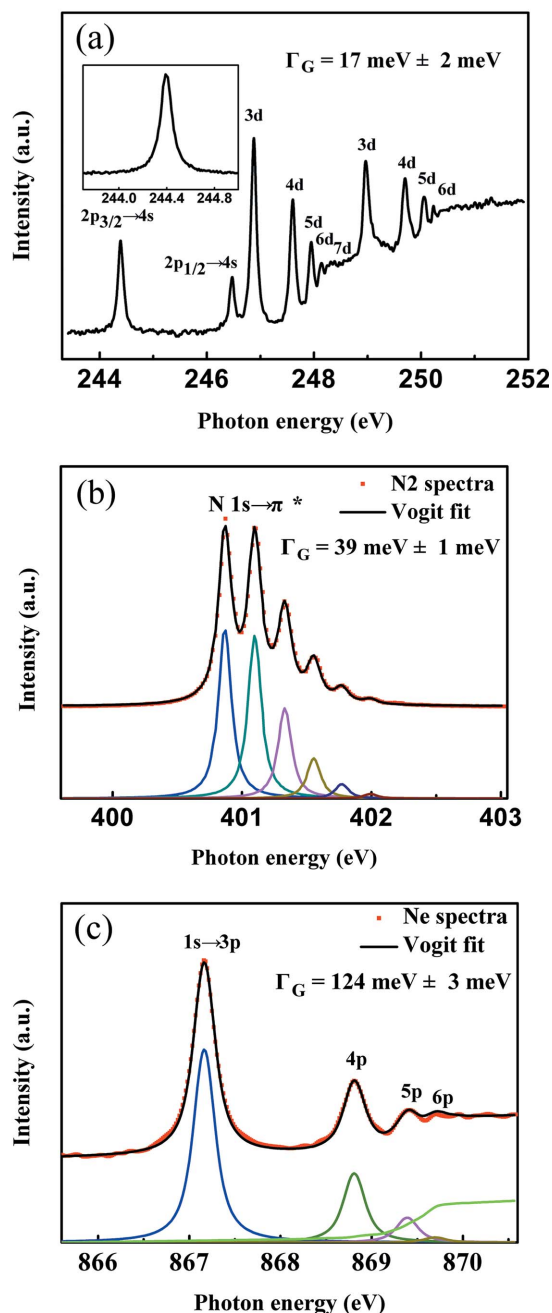 (a)
Γ_G = 17 meV ± 2 meV
244.0 244.4 244.8
2p3/2→4s
2p1/2→4s
3d
4d
5d
6d
7d
3d
4d
5d
6d
Intensity (a.u.)
244 246 248 250 252
Photon energy (eV)
(b)
N 1s→π *
N2 spectra
Vogit fit
Γ_G = 39 meV ± 1 meV
Intensity (a.u.)
400 401 402 403
Photon energy (eV)
(c)
1s→3p
Ne spectra
Vogit fit
Γ_G = 124 meV ± 3 meV
4p
5p
6p
Intensity (a.u.)
866 867 868 869 870
Photon energy (eV)